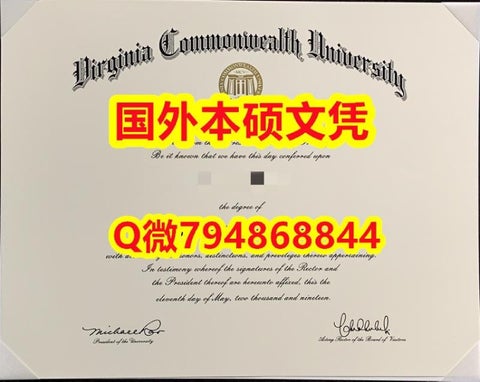 Virginia Commonwealth University
国外本硕文凭
Be it known that we have this day conferred upon
the degree of
Q微794868844
honors, distinctions, and privileges thereto appertaining.
In testimony whereof the signatures of the Rector and
the President thereof are hereunto affixed, this the
eleventh day of May, two thousand and nineteen.
Michael Rao
President of the University
Acting Rector of the Board of Visitors